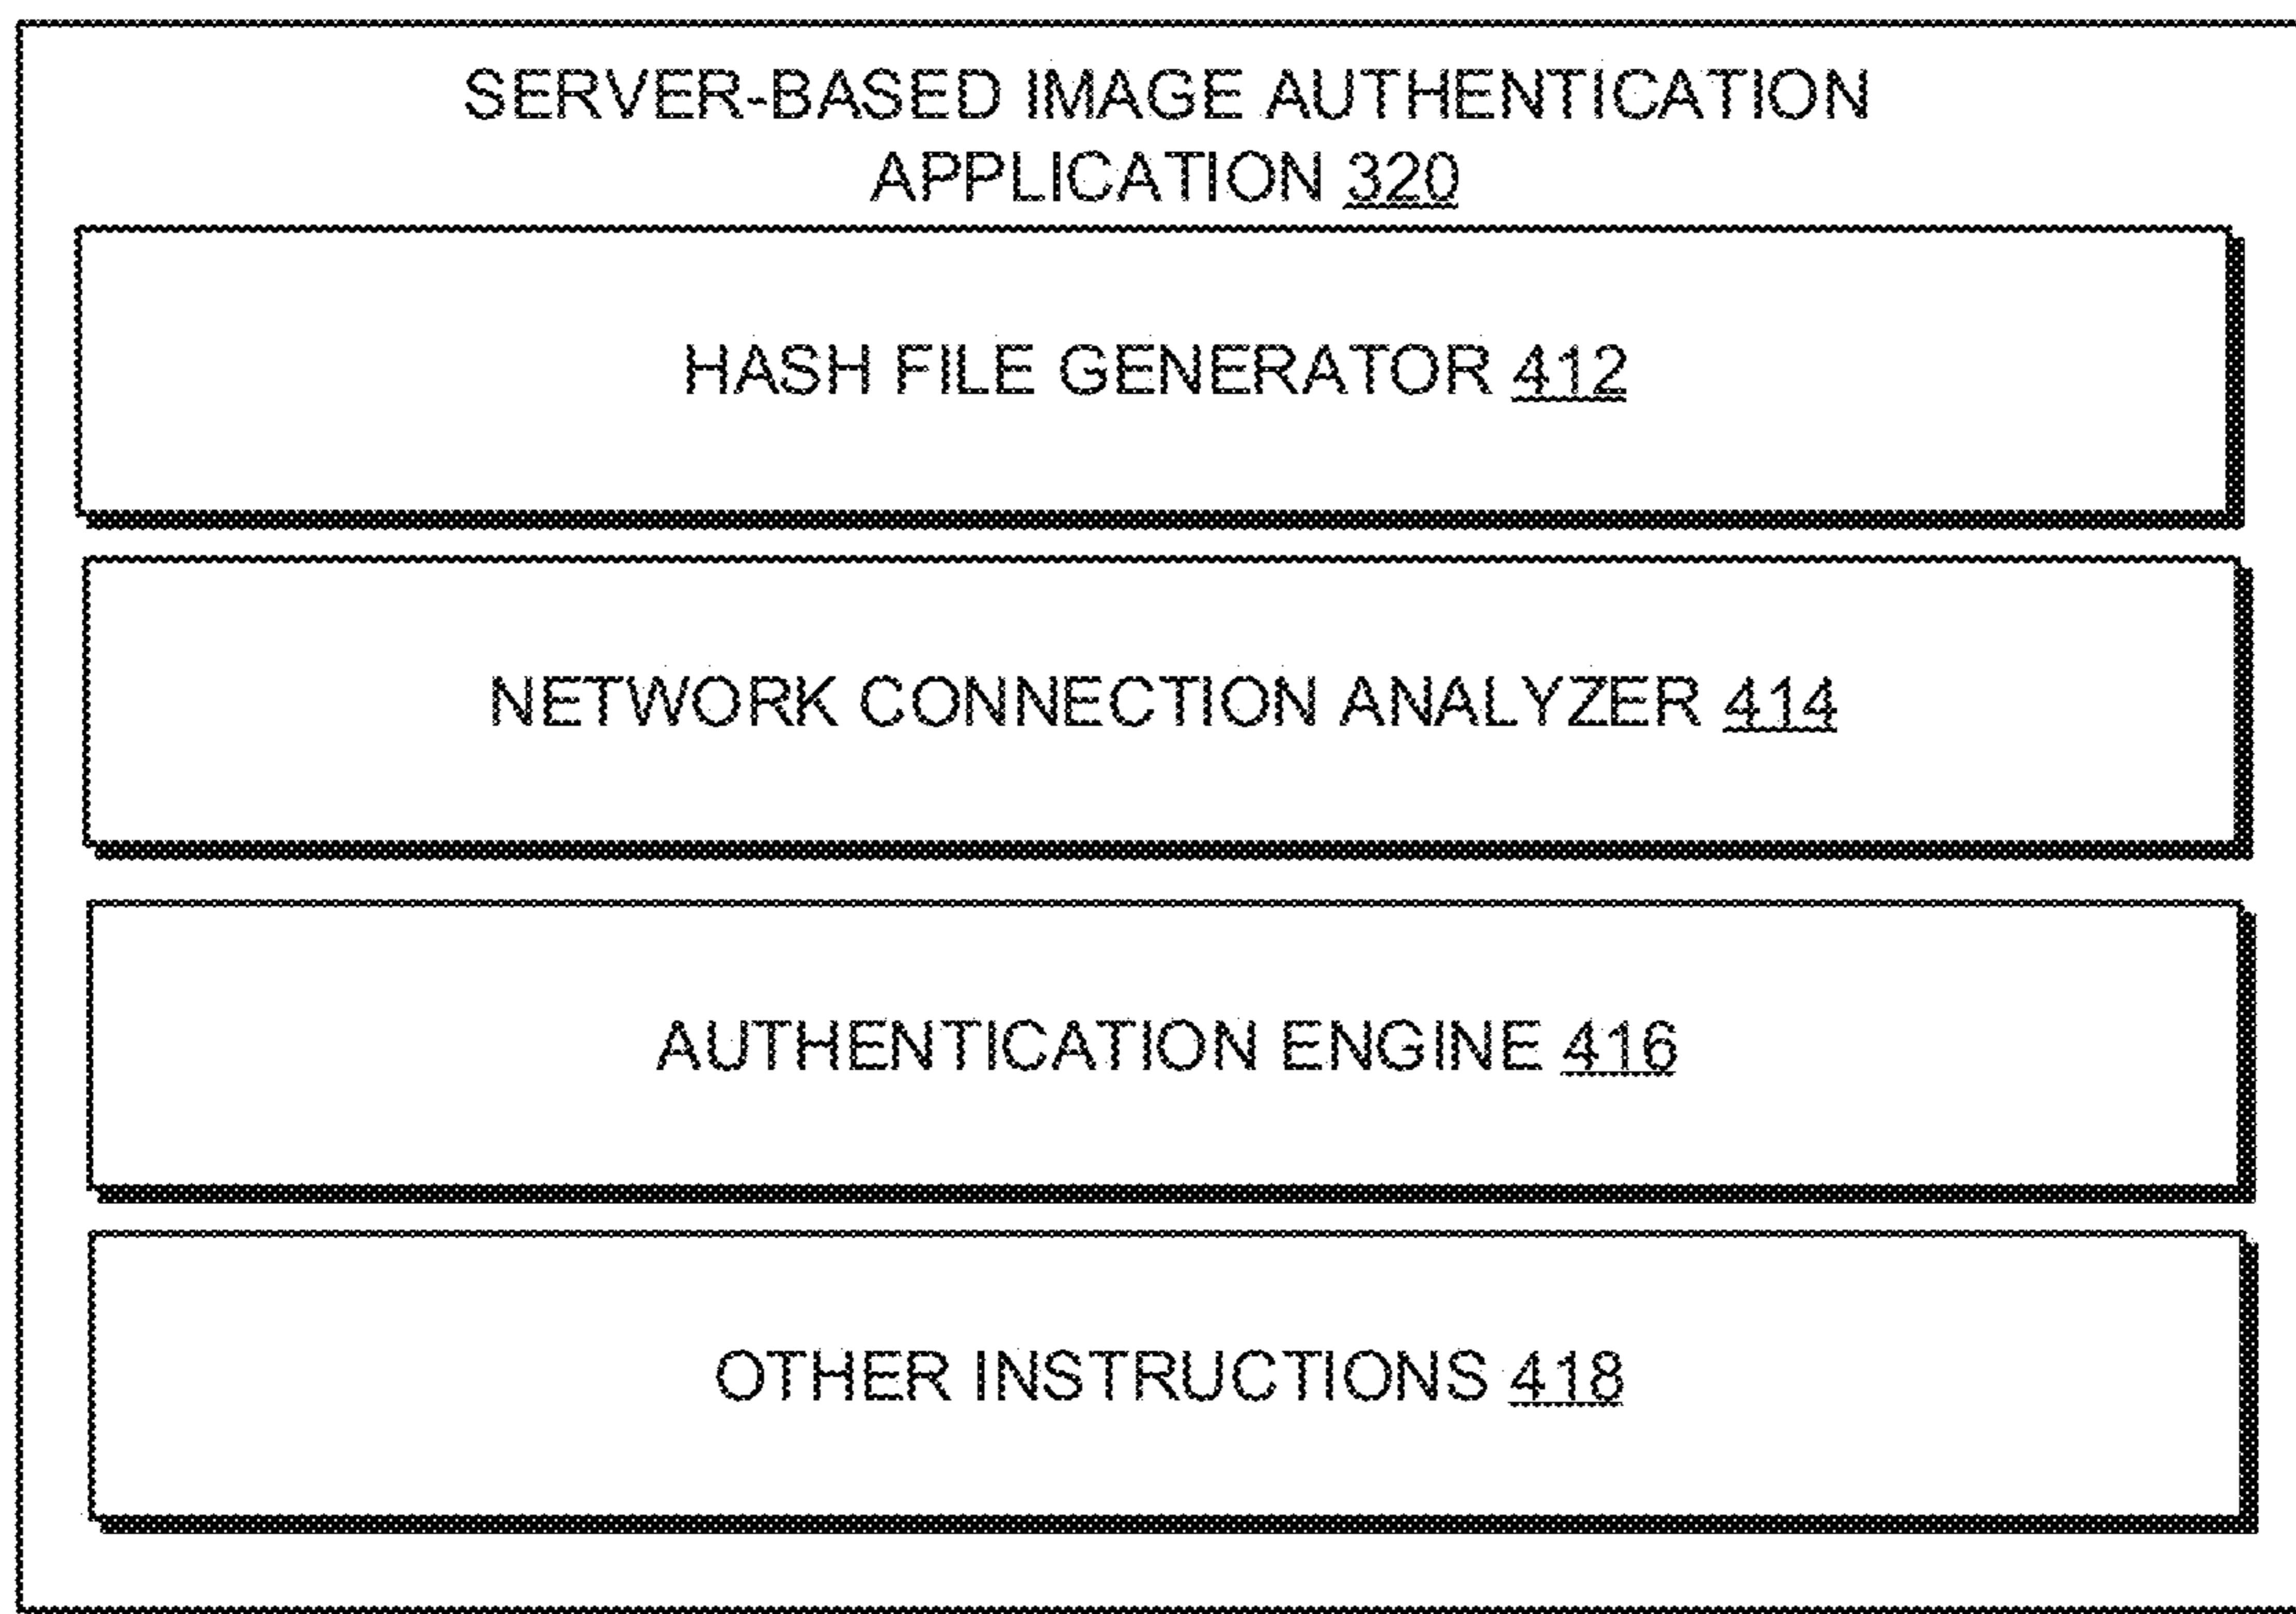 SERVER-BASED IMAGE AUTHENTICATION
APPLICATION 320
HASH FILE GENERATOR 412
NETWORK CONNECTION ANALYZER 414
AUTHENTICATION ENGINE 416
OTHER INSTRUCTIONS 418